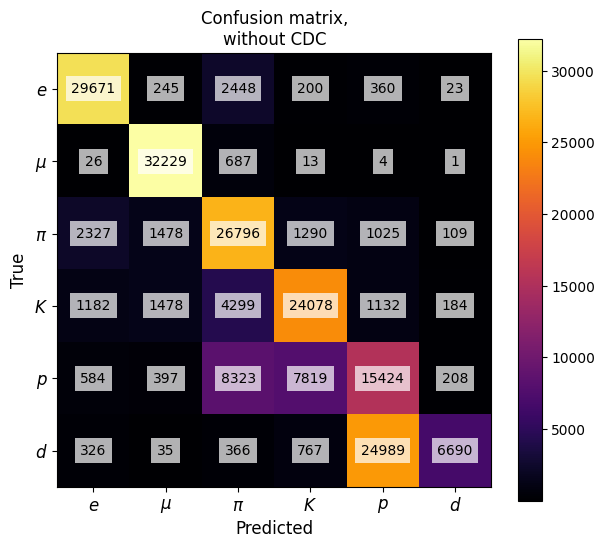 Confusion matrix,
without CDC
e 29671 245 2448 200 360 23
μ 26 32229 687 13 4 1
π 2327 1478 26796 1290 1025 109
K 1182 1478 4299 24078 1132 184
p 584 397 8323 7819 15424 208
d 326 35 366 767 24989 6690
e μ π K p d
True
Predicted
30000
25000
20000
15000
10000
5000